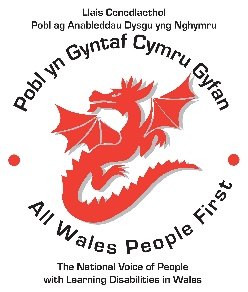 Llais Cenedlaethol
Pobl ag Anableddau Dysgu yng Nghymru
Pobl yn Gyntaf Cymru Gyfan
All Wales People First
The National Voice of People
with Learning Disabilities in Wales